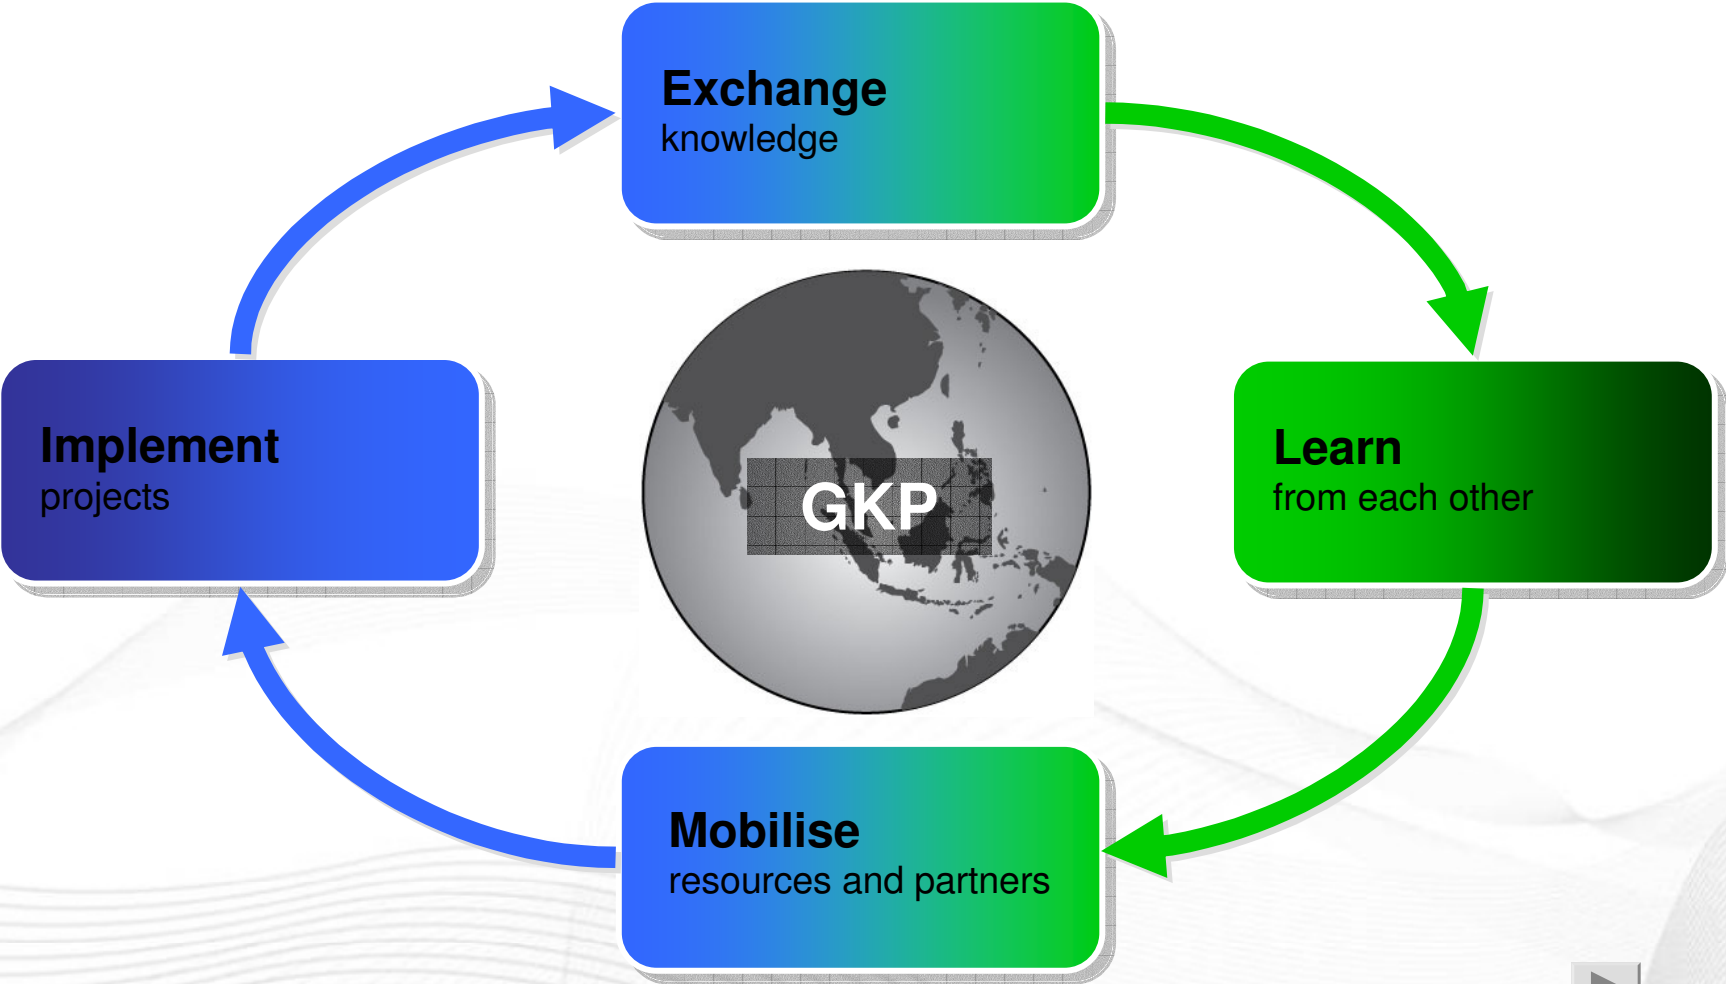 Exchange
knowledge
Implement
projects
GKP
Learn
from each other
Mobilise
resources and partners